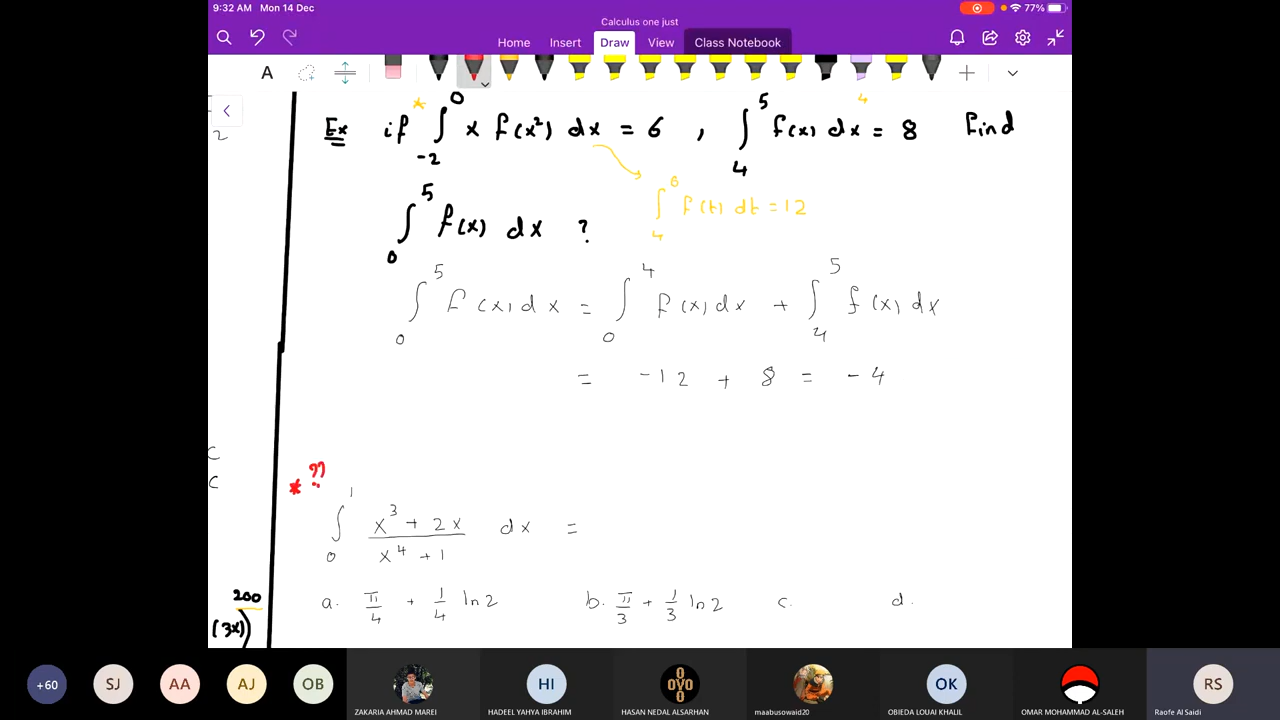 9:32 AM Mon 14 Dec
77%
Calculus one just
Home Insert Draw View Class Notebook
A
2
Ex if * ∫_{-2}^{0} x f(x²) dx = 6 , ∫_{4}^{5} f(x) dx = 8 Find
4
∫_{4}^{0} f(t) dt = 12
∫_{0}^{5} f(x) dx ?
∫_{0}^{5} f(x) dx = ∫_{0}^{4} f(x) dx + ∫_{4}^{5} f(x) dx
= -12 + 8 = -4
C
C
* ??
∫_{0}^{1} (x³ + 2x)/(x⁴ + 1) dx =
a. π/4 + 1/4 ln 2 b. π/3 + 1/3 ln 2 c. d.
200
(3x)
+60 SJ AA AJ OB HI OYO OK RS
ZAKARIA AHMAD MAREI HADEEL YAHYA IBRAHIM HASAN NEDAL ALSARHAN maabusowaid20 OBIEDA LOUAI KHALIL OMAR MOHAMMAD AL-SALEH Raofe Al Saidi